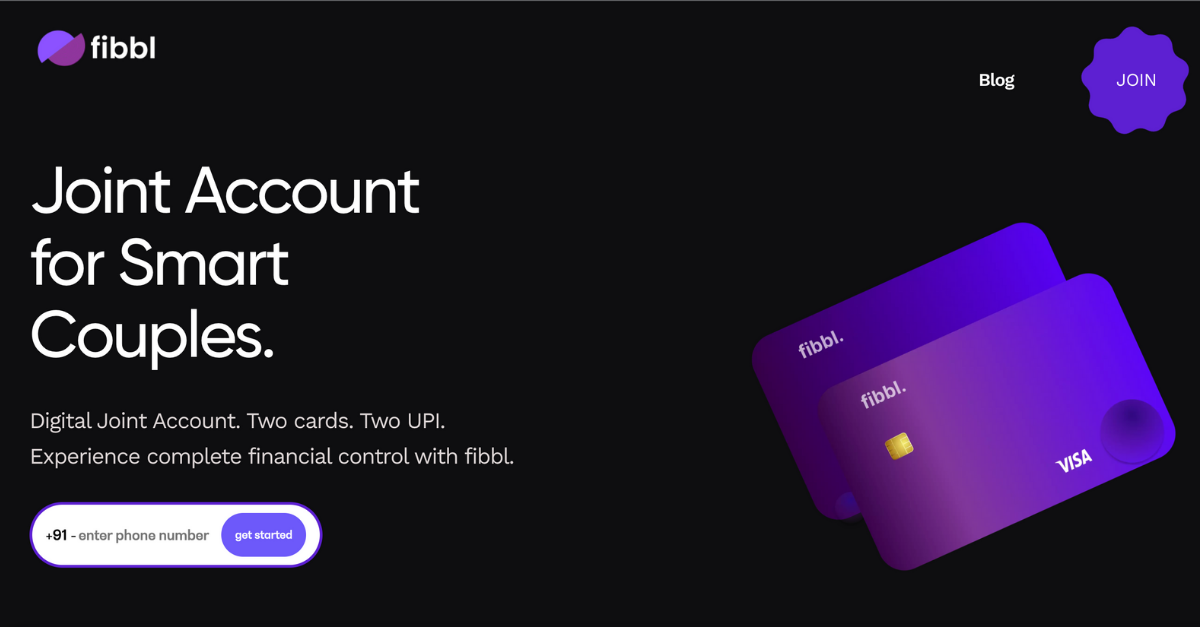 fibbl
Blog
JOIN
Joint Account
for Smart
Couples.
Digital Joint Account. Two cards. Two UPI.
Experience complete financial control with fibbl.
+91 - enter phone number
get started
fibbl.
fibbl.
VISA